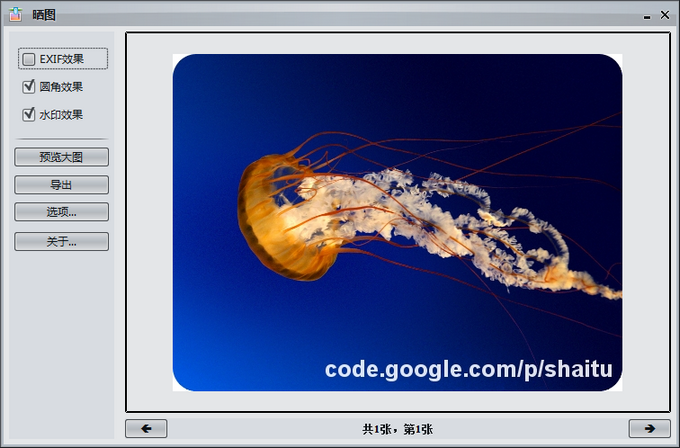 晒图
EXIF效果
圆角效果
水印效果
预览大图
导出
选项...
关于...
code.google.com/p/shaitu
共1张，第1张